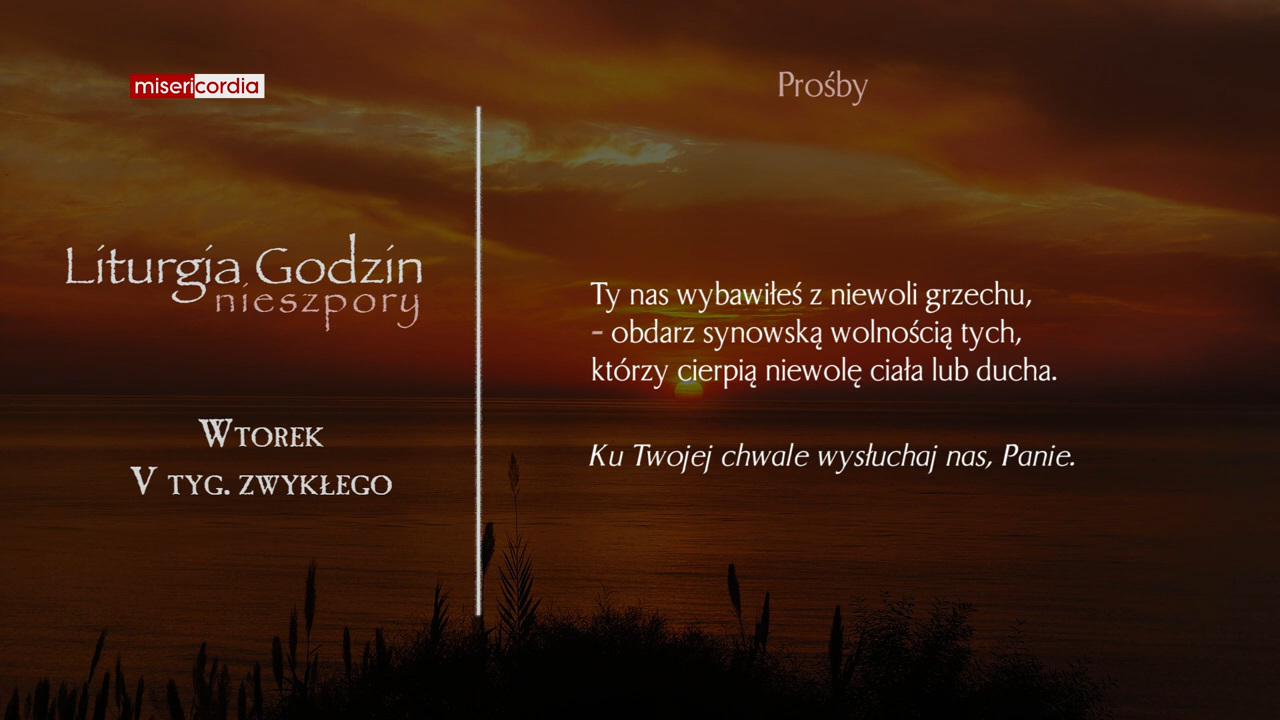 misericordia
Liturgia Godzin
nieszpory
Wtorek
V tyg. zwykłego
Prośby
Ty nas wybawiłeś z niewoli grzechu,
- obdarz synowską wolnością tych,
którzy cierpią niewolę ciała lub ducha.
Ku Twojej chwale wysłuchaj nas, Panie.